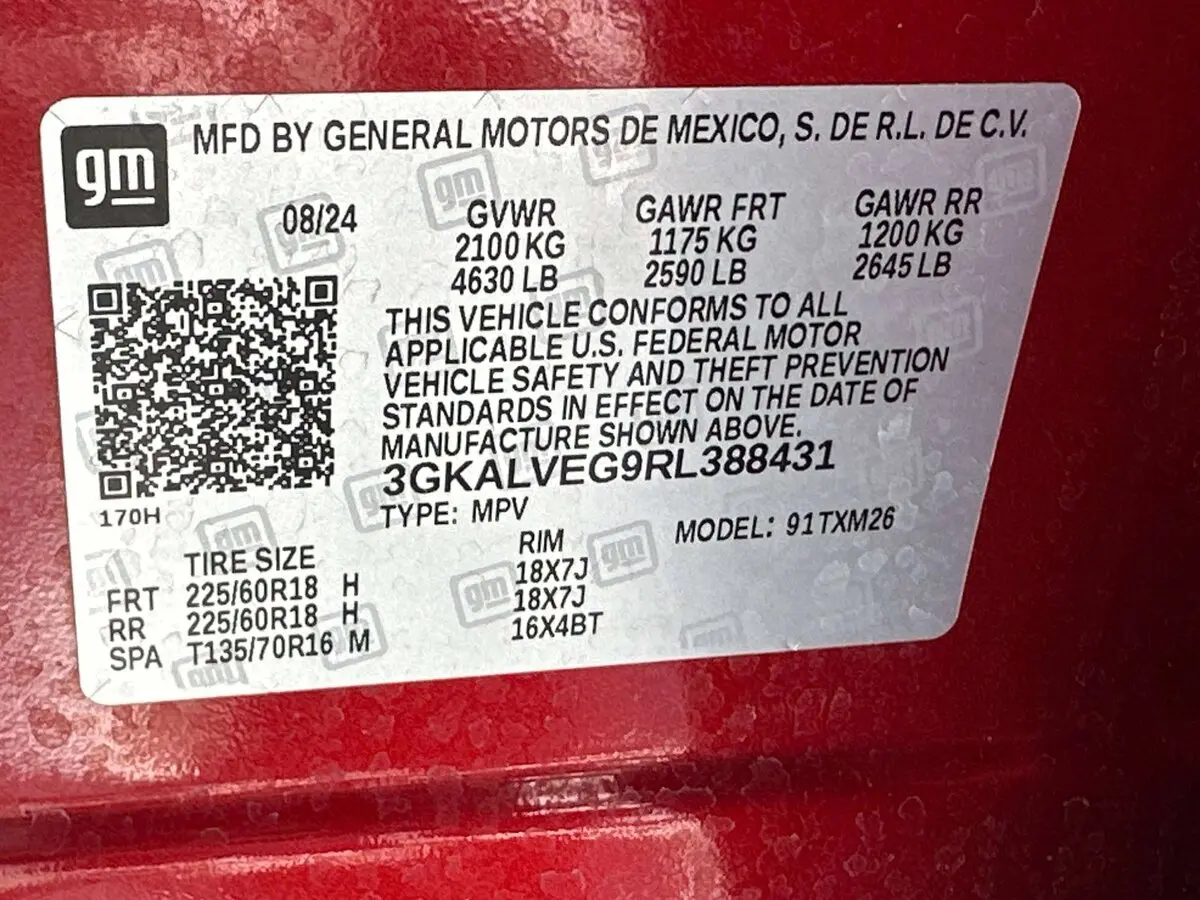 gm
MFD BY GENERAL MOTORS DE MEXICO, S. DE R.L. DE C.V.
08/24 GVWR GAWR FRT GAWR RR
2100 KG 1175 KG 1200 KG
4630 LB 2590 LB 2645 LB
THIS VEHICLE CONFORMS TO ALL
APPLICABLE U.S. FEDERAL MOTOR
VEHICLE SAFETY AND THEFT PREVENTION
STANDARDS IN EFFECT ON THE DATE OF
MANUFACTURE SHOWN ABOVE.
3GKALVEG9RL388431
170H
TYPE: MPV MODEL: 91TXM26
TIRE SIZE RIM
FRT 225/60R18 H 18X7J
RR 225/60R18 H 18X7J
SPA T135/70R16 M 16X4BT